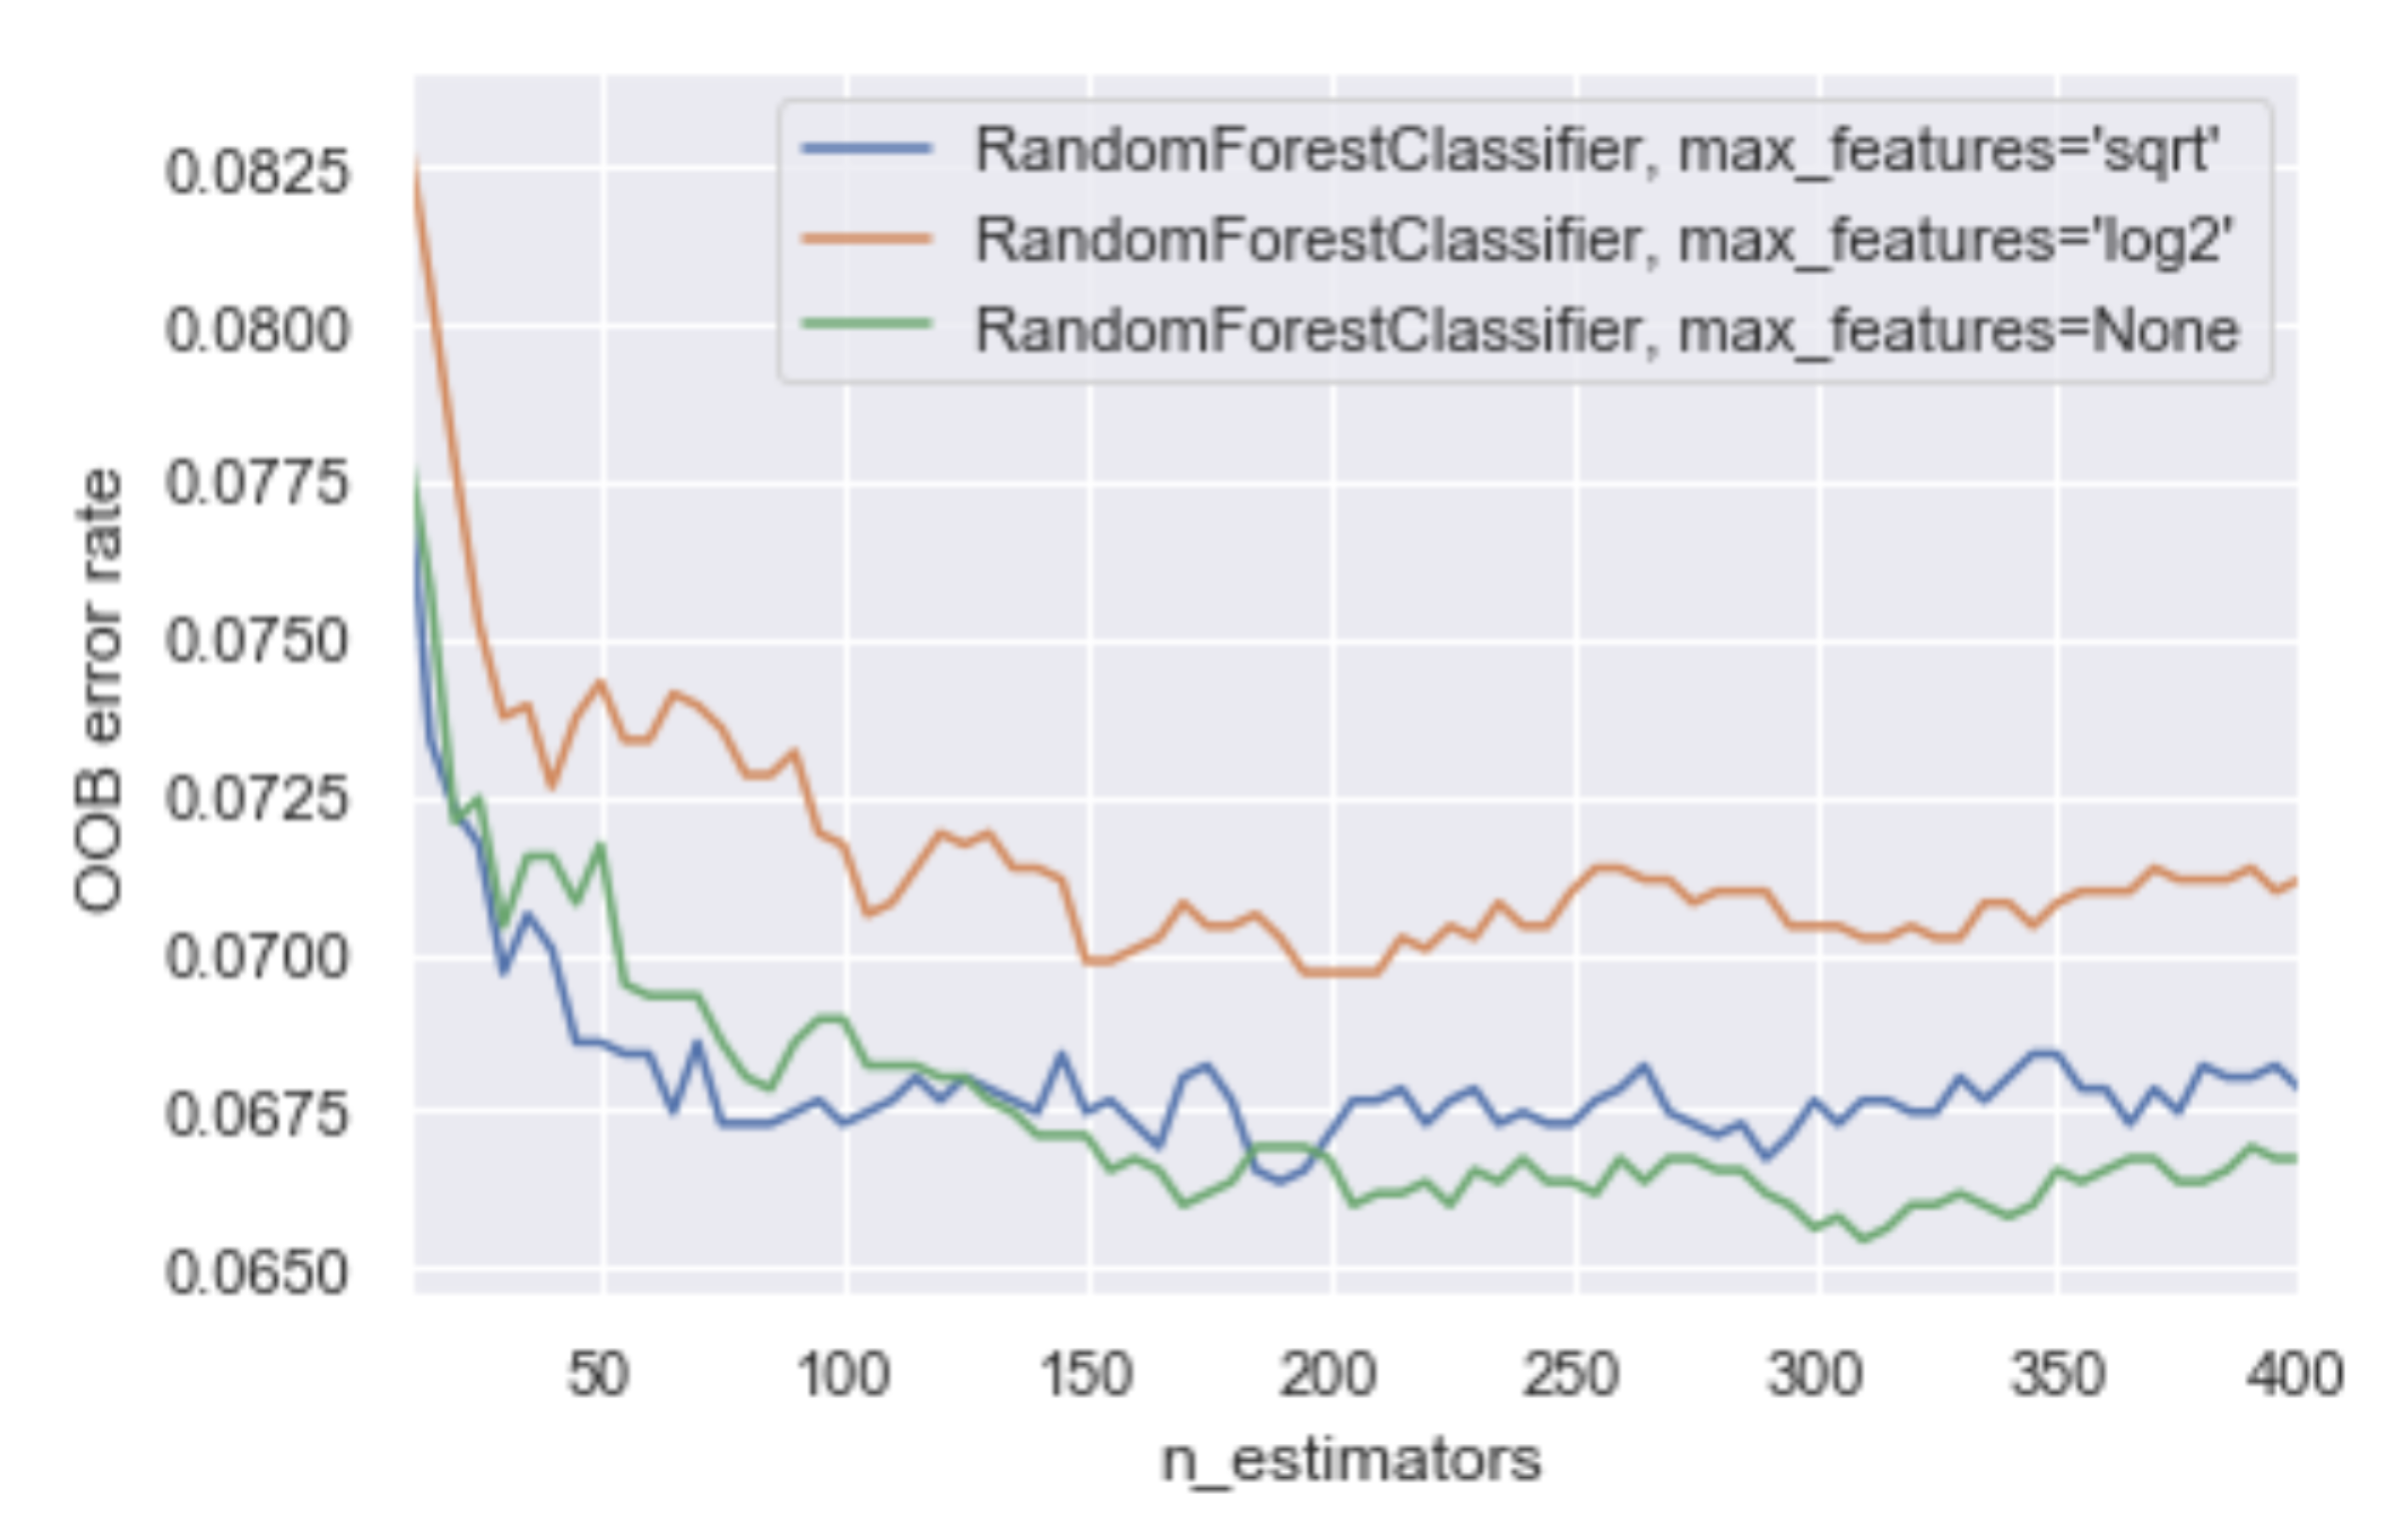 RandomForestClassifier, max_features='sqrt'
RandomForestClassifier, max_features='log2'
RandomForestClassifier, max_features=None
OOB error rate
0.0825
0.0800
0.0775
0.0750
0.0725
0.0700
0.0675
0.0650
50 100 150 200 250 300 350 400
n_estimators